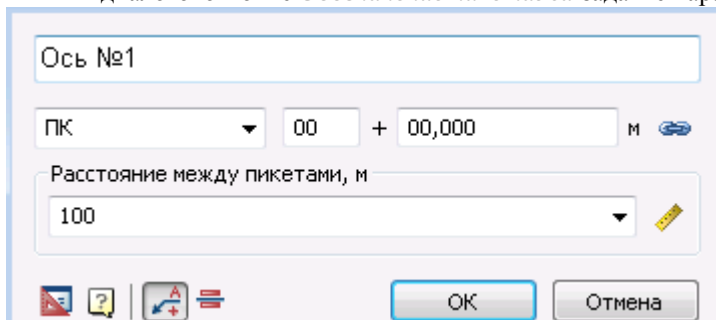 Ось №1
ПК 00 + 00,000 м
Расстояние между пикетами, м
100
ОК Отмена